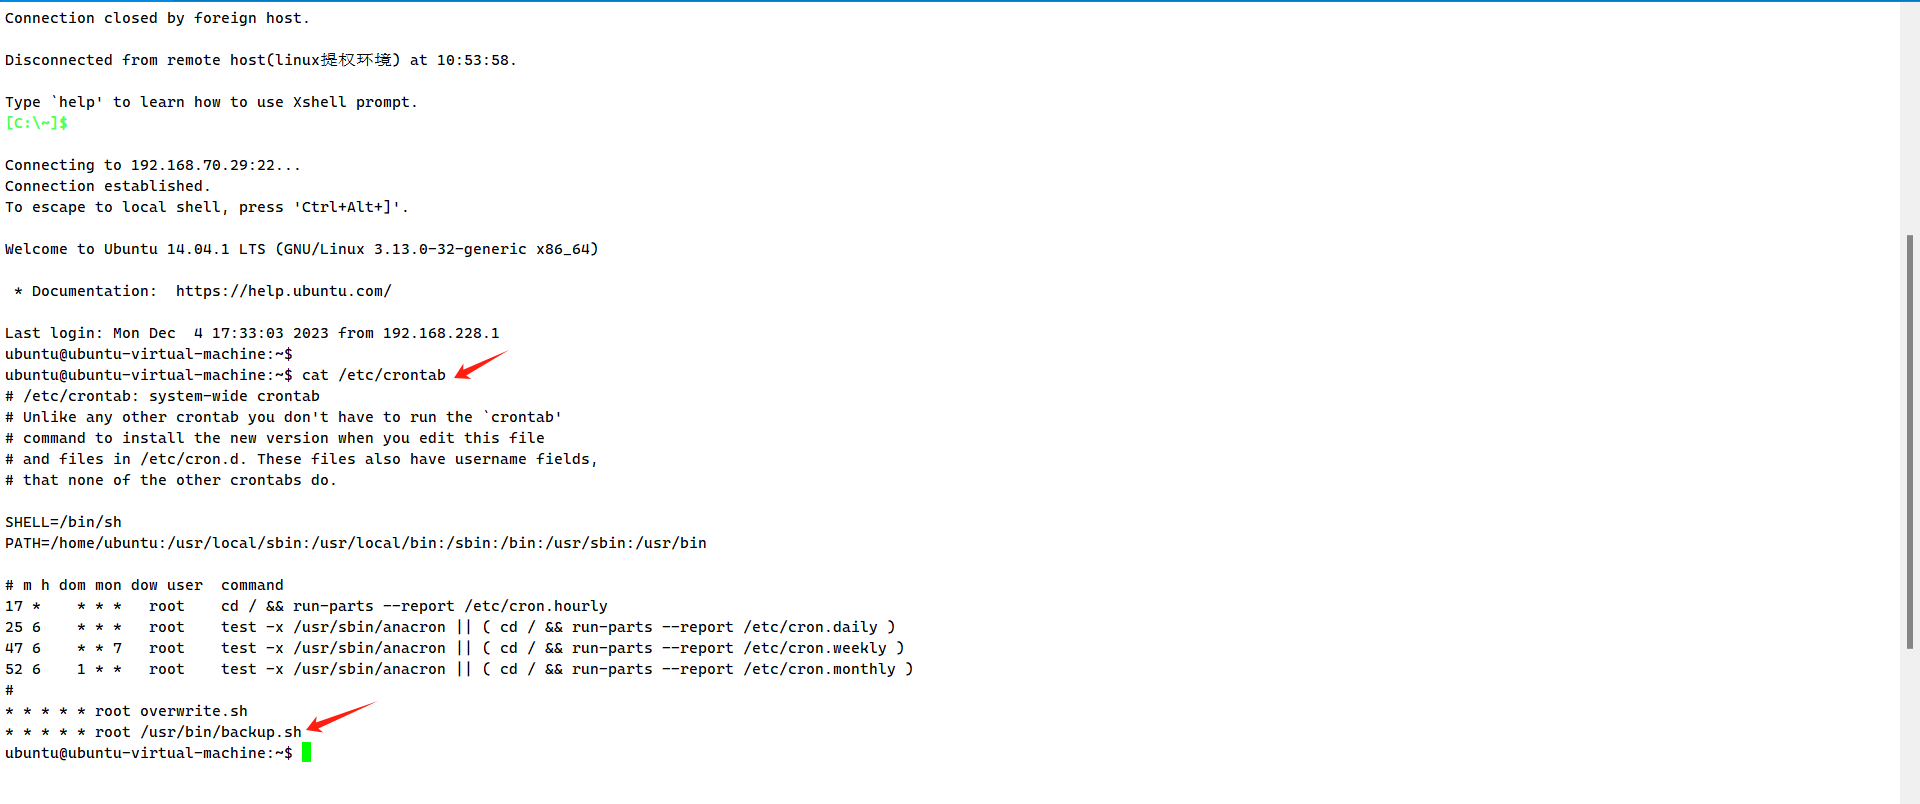 Connection closed by foreign host.
Disconnected from remote host(linux提权环境) at 10:53:58.
Type `help' to learn how to use Xshell prompt.
[C:\~]$
Connecting to 192.168.70.29:22...
Connection established.
To escape to local shell, press 'Ctrl+Alt+]'.
Welcome to Ubuntu 14.04.1 LTS (GNU/Linux 3.13.0-32-generic x86_64)
 * Documentation:  https://help.ubuntu.com/
Last login: Mon Dec  4 17:33:03 2023 from 192.168.228.1
ubuntu@ubuntu-virtual-machine:~$
ubuntu@ubuntu-virtual-machine:~$ cat /etc/crontab
# /etc/crontab: system-wide crontab
# Unlike any other crontab you don't have to run the `crontab'
# command to install the new version when you edit this file
# and files in /etc/cron.d. These files also have username fields,
# that none of the other crontabs do.
SHELL=/bin/sh
PATH=/home/ubuntu:/usr/local/sbin:/usr/local/bin:/sbin:/bin:/usr/sbin:/usr/bin
# m h dom mon dow user  command
17 *    * * *   root    cd / && run-parts --report /etc/cron.hourly
25 6    * * *   root    test -x /usr/sbin/anacron || ( cd / && run-parts --report /etc/cron.daily )
47 6    * * 7   root    test -x /usr/sbin/anacron || ( cd / && run-parts --report /etc/cron.weekly )
52 6    1 * *   root    test -x /usr/sbin/anacron || ( cd / && run-parts --report /etc/cron.monthly )
#
* * * * * root overwrite.sh
* * * * * root /usr/bin/backup.sh
ubuntu@ubuntu-virtual-machine:~$